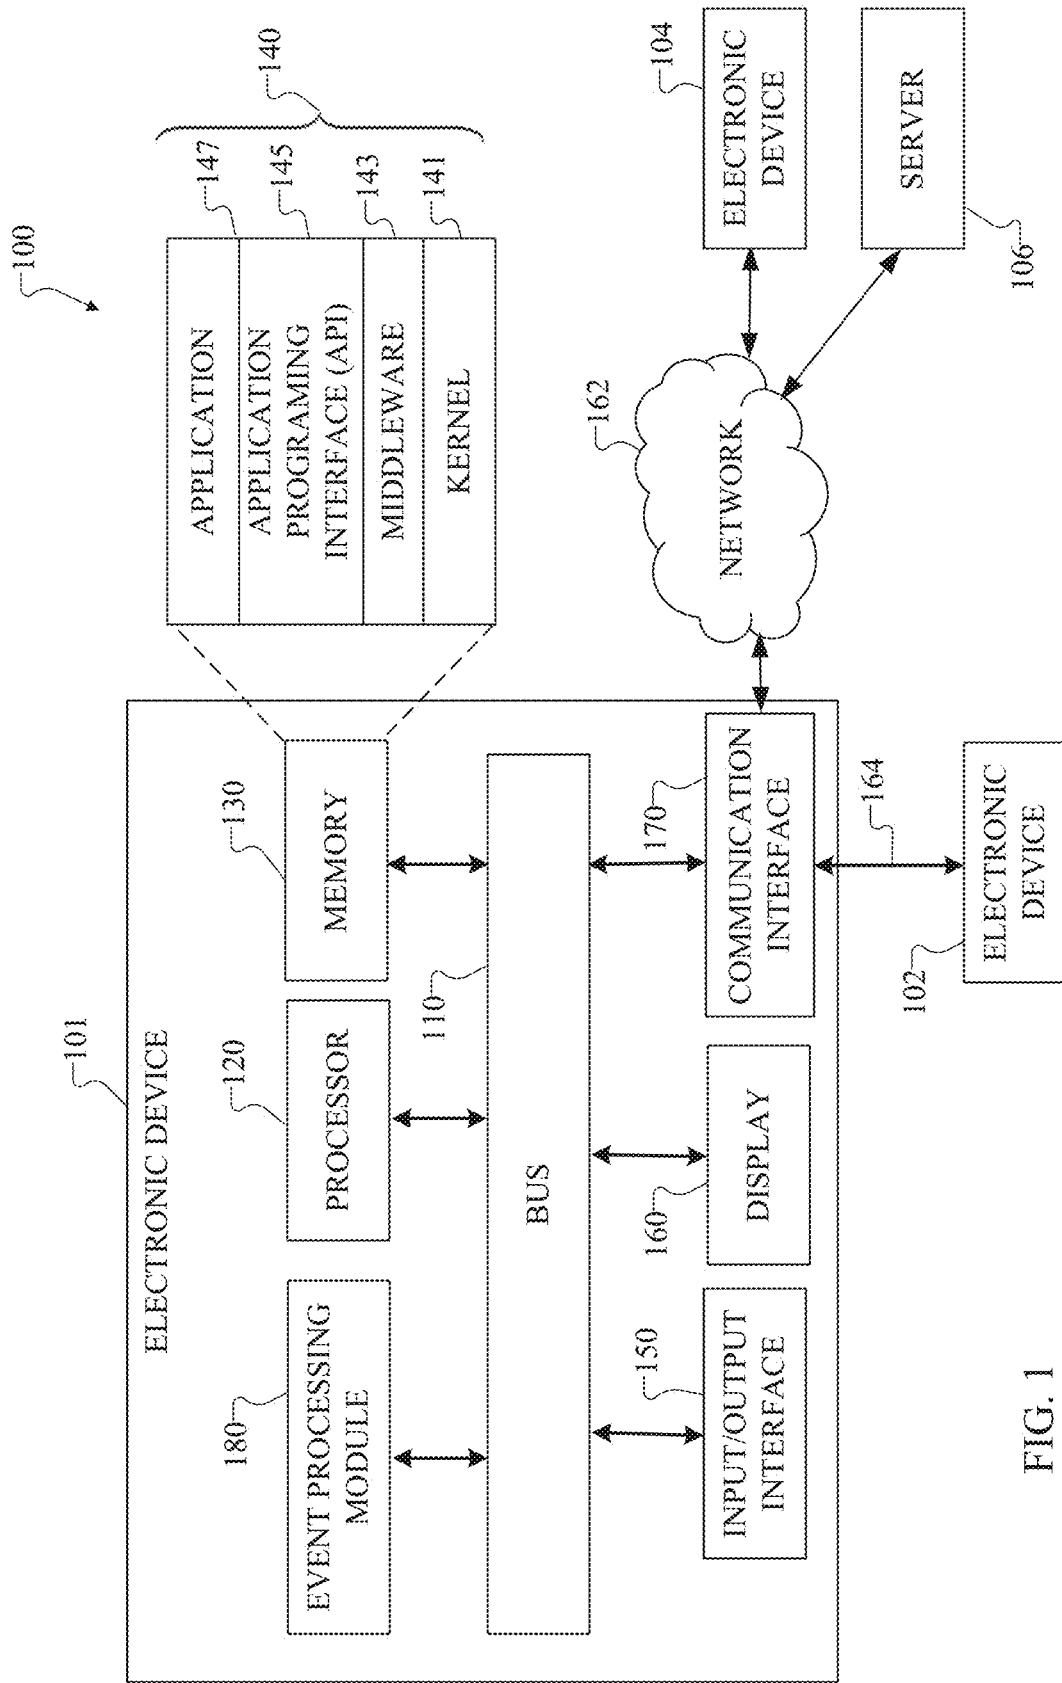 100
101
ELECTRONIC DEVICE
180
EVENT PROCESSING
MODULE
120
PROCESSOR
130
MEMORY
APPLICATION
147
APPLICATION
PROGRAMING
INTERFACE (API)
145
MIDDLEWARE
143
KERNEL
141
140
110
BUS
150
INPUT/OUTPUT
INTERFACE
160
DISPLAY
170
COMMUNICATION
INTERFACE
162
NETWORK
104
ELECTRONIC
DEVICE
SERVER
106
164
102
ELECTRONIC
DEVICE
FIG. 1